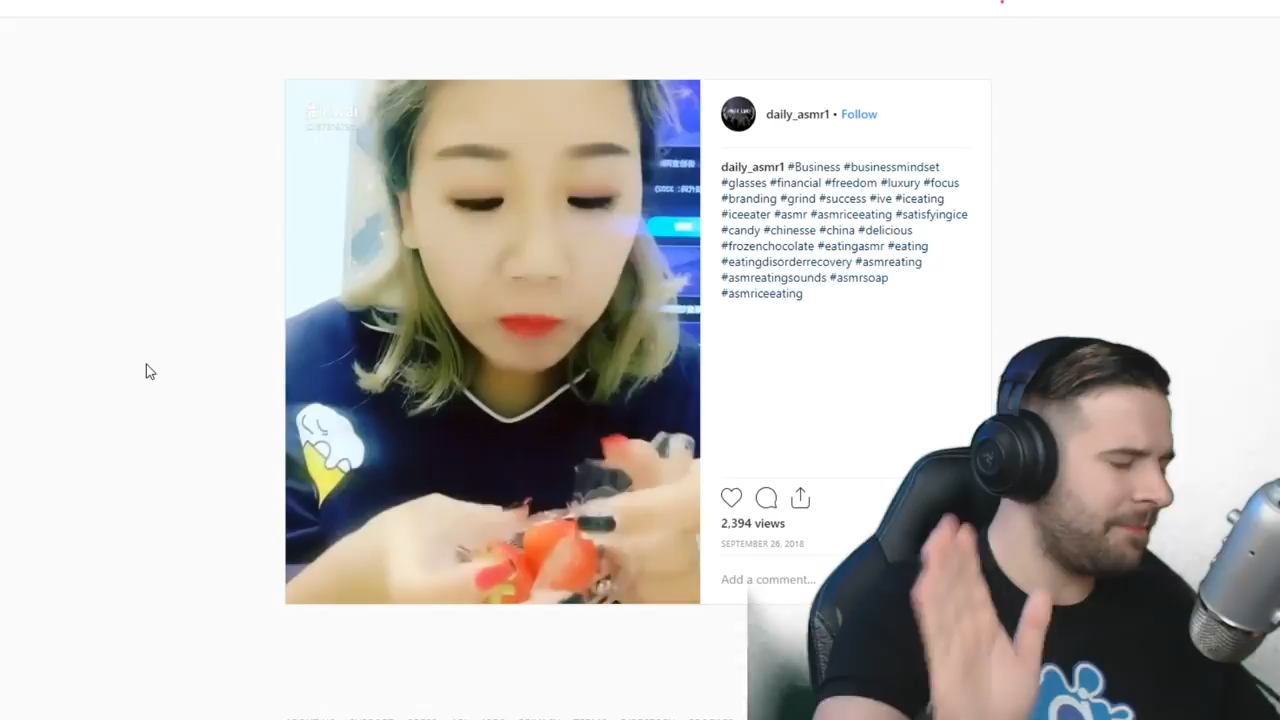 daily_asmr1 • Follow
daily_asmr1 #Business #businessmindset
#glasses #financial #freedom #luxury #focus
#branding #grind #success #ive #iceating
#iceeater #asmr #asmriceeating #satisfyingice
#candy #chinesse #china #delicious
#frozenchocolate #eatingasmr #eating
#eatingdisorderrecovery #asmreating
#asmreatingsounds #asmrsoap
#asmriceeating
2,394 views
SEPTEMBER 26, 2018
Add a comment...